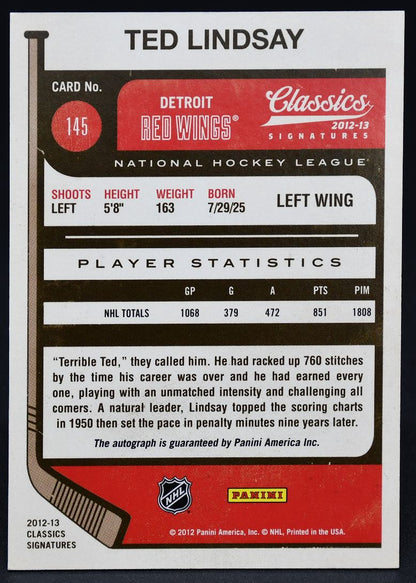 TED LINDSAY
CARD No.
145
DETROIT
RED WINGS®
Classics
2012-13
SIGNATURES
NATIONAL HOCKEY LEAGUE®
SHOOTS HEIGHT WEIGHT BORN
LEFT 5'8" 163 7/29/25
LEFT WING
PLAYER STATISTICS
GP G A PTS PIM
NHL TOTALS 1068 379 472 851 1808
“Terrible Ted,” they called him. He had racked up 760 stitches
by the time his career was over and he had earned every
one, playing with an unmatched intensity and challenging all
comers. A natural leader, Lindsay topped the scoring charts
in 1950 then set the pace in penalty minutes nine years later.
The autograph is guaranteed by Panini America Inc.
NHL
PANINI
2012-13
CLASSICS
SIGNATURES
© 2012 Panini America, Inc. © NHL, Printed in the USA.